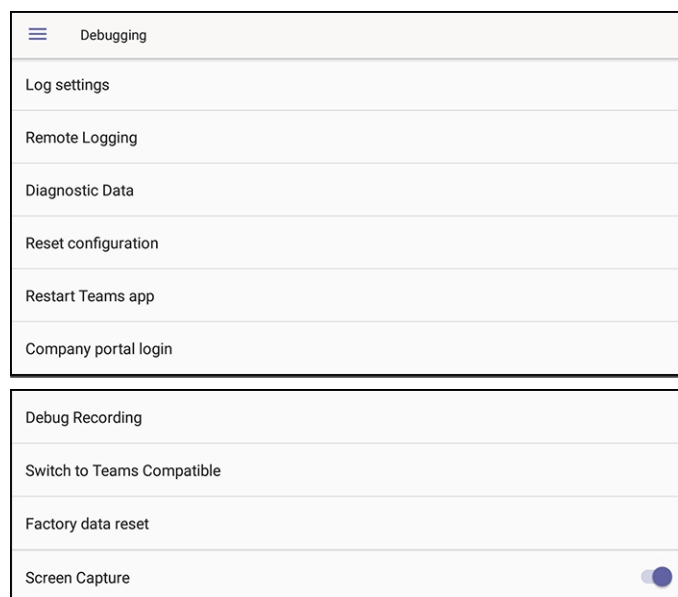 Debugging
Log settings
Remote Logging
Diagnostic Data
Reset configuration
Restart Teams app
Company portal login
Debug Recording
Switch to Teams Compatible
Factory data reset
Screen Capture